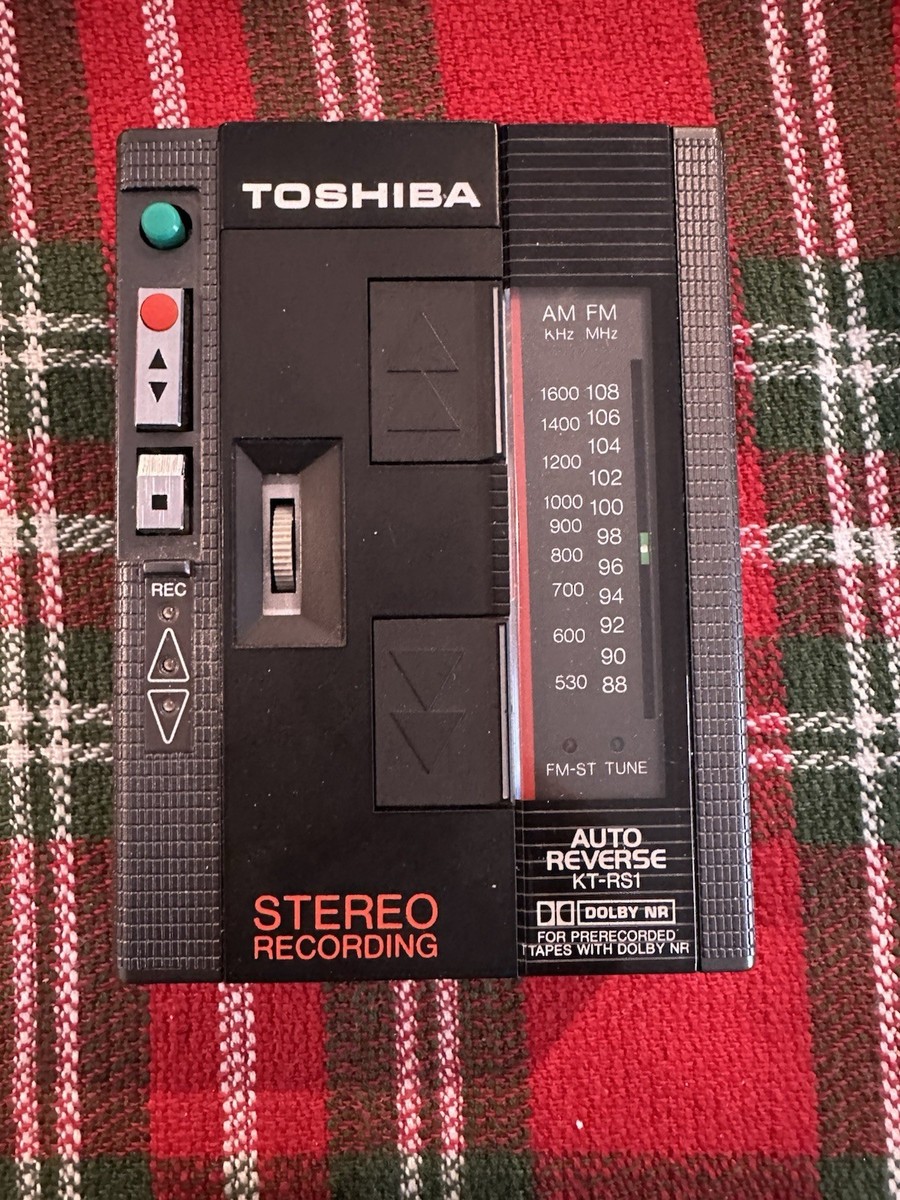 TOSHIBA
AM FM
KHz MHz
1600 108
1400 106
104
1200
102
1000 100
900
98
800
96
700
94
92
600
90
530 88
REC
FM-ST TUNE
AUTO
REVERSE
KT-RS1
DOLBY NR
FOR PRERECORDED
TAPES WITH DOLBY NR
STEREO
RECORDING